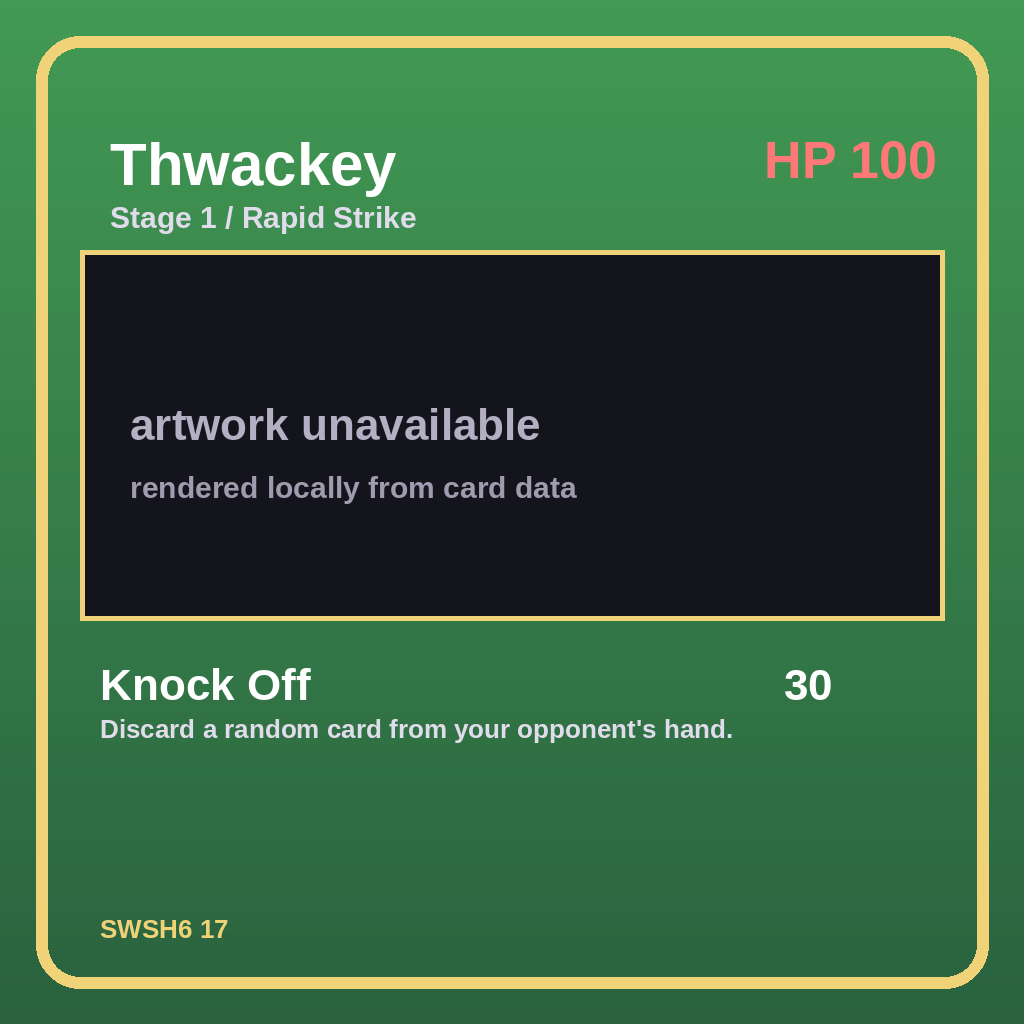 Thwackey
HP 100
Stage 1 / Rapid Strike
artwork unavailable
rendered locally from card data
Knock Off 30
Discard a random card from your opponent's hand.
SWSH6 17